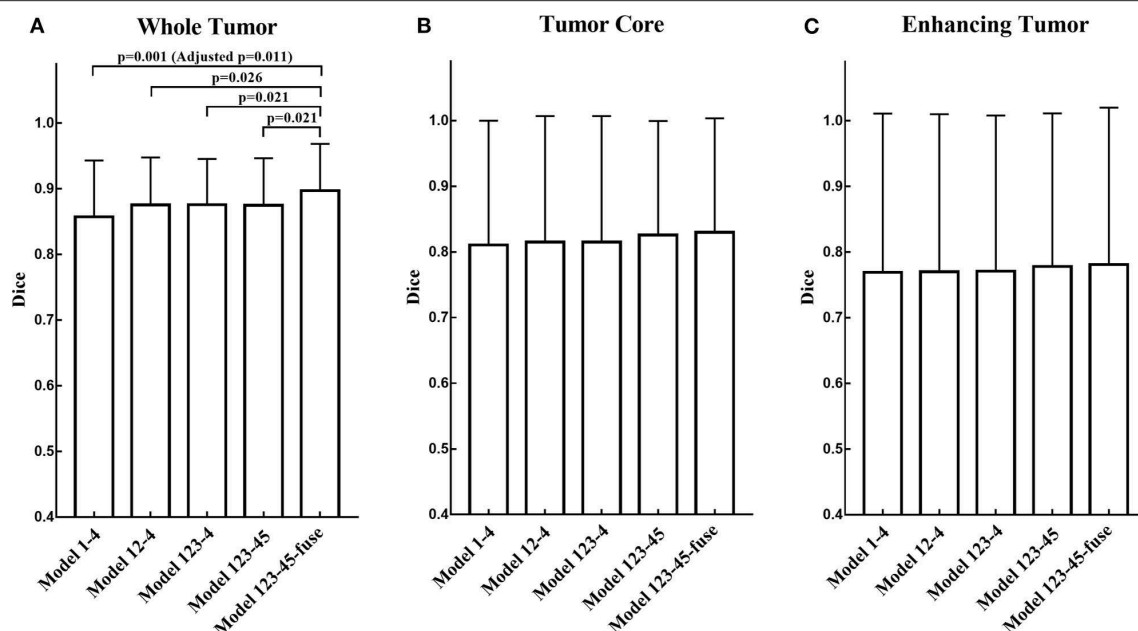 A
Whole Tumor
p=0.001 (Adjusted p=0.011)
p=0.026
p=0.021
p=0.021
1.0
0.9
0.8
0.7
0.6
0.5
0.4
Dice
Model 1-4
Model 12-4
Model 123-4
Model 123-45
Model 123-45-fuse
B
Tumor Core
1.0
0.9
0.8
0.7
0.6
0.5
0.4
Dice
Model 1-4
Model 12-4
Model 123-4
Model 123-45
Model 123-45-fuse
C
Enhancing Tumor
1.0
0.9
0.8
0.7
0.6
0.5
0.4
Dice
Model 1-4
Model 12-4
Model 123-4
Model 123-45
Model 123-45-fuse